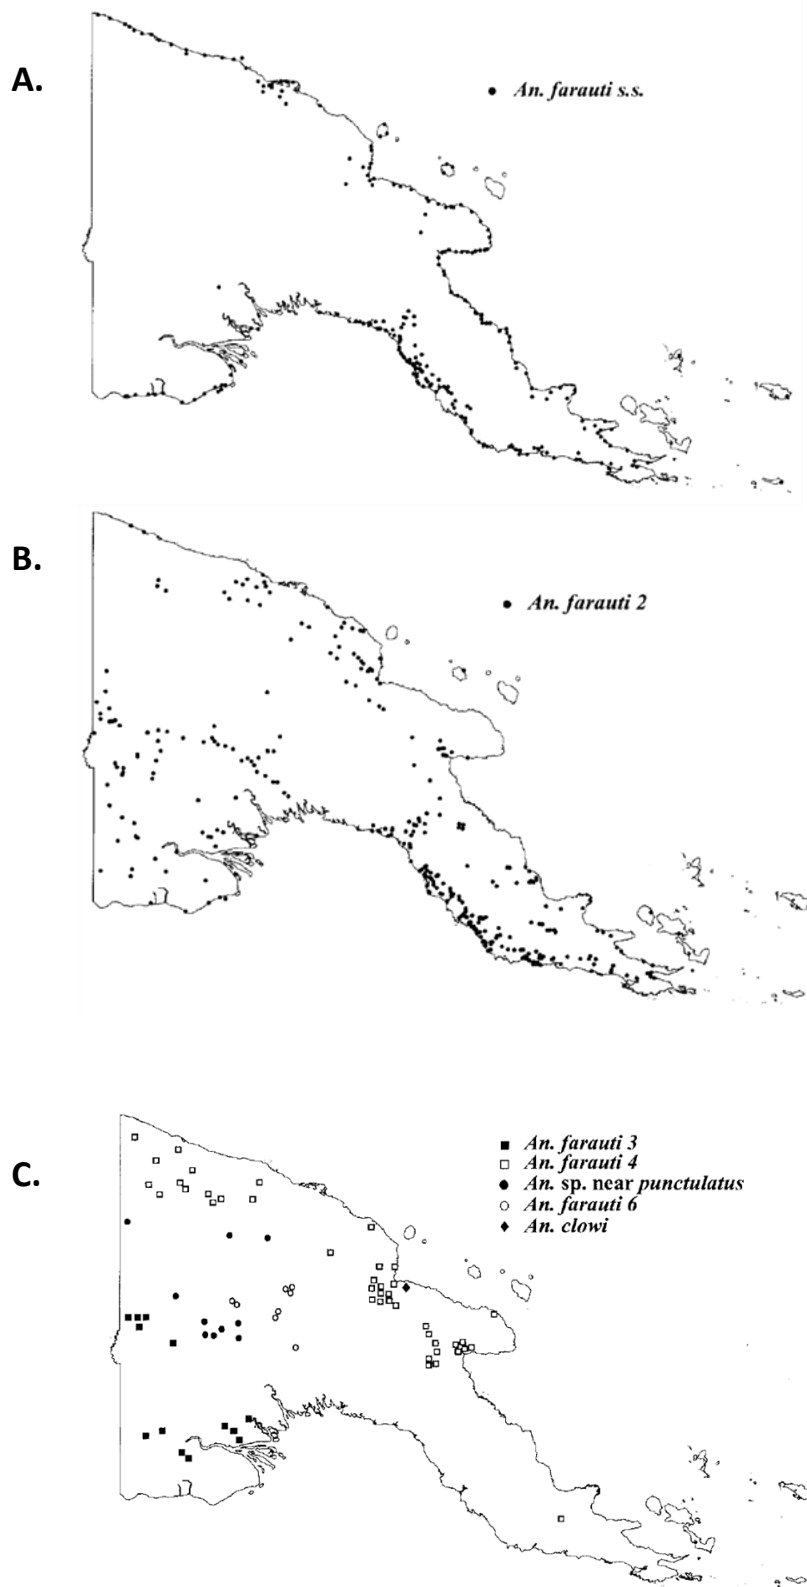 A.
An. farauti s.s.
B.
An. farauti 2
C.
An. farauti 3
An. farauti 4
An. sp. near punctulatus
An. farauti 6
An. clowi